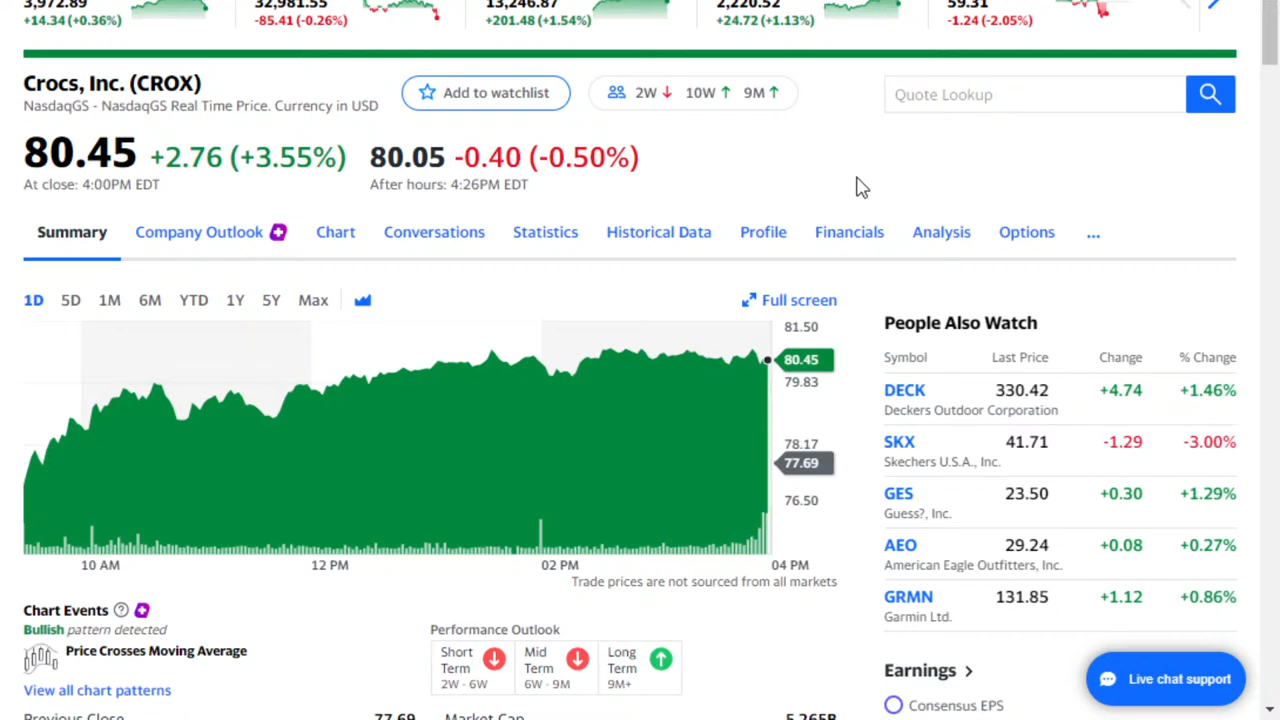 3,972.89 32,981.55 13,246.87 2,220.52 59.31
+14.34 (+0.36%) -85.41 (-0.26%) +201.48 (+1.54%) +24.72 (+1.13%) -1.24 (-2.05%)
Crocs, Inc. (CROX)
NasdaqGS - NasdaqGS Real Time Price. Currency in USD
Add to watchlist
2W 10W 9M
Quote Lookup
80.45 +2.76 (+3.55%) 80.05 -0.40 (-0.50%)
At close: 4:00PM EDT After hours: 4:26PM EDT
Summary Company Outlook Chart Conversations Statistics Historical Data Profile Financials Analysis Options ...
1D 5D 1M 6M YTD 1Y 5Y Max Full screen
81.50
80.45
79.83
78.17
77.69
76.50
10 AM 12 PM 02 PM 04 PM
Trade prices are not sourced from all markets
People Also Watch
Symbol Last Price Change % Change
DECK 330.42 +4.74 +1.46%
Deckers Outdoor Corporation
SKX 41.71 -1.29 -3.00%
Skechers U.S.A., Inc.
GES 23.50 +0.30 +1.29%
Guess?, Inc.
AEO 29.24 +0.08 +0.27%
American Eagle Outfitters, Inc.
GRMN 131.85 +1.12 +0.86%
Garmin Ltd.
Chart Events ?
Bullish pattern detected
Price Crosses Moving Average
View all chart patterns
Performance Outlook
Short Term 2W - 6W
Mid Term 6W - 9M
Long Term 9M+
Earnings >
Consensus EPS
Live chat support
Previous Close 77.69 Market Cap 5.265B